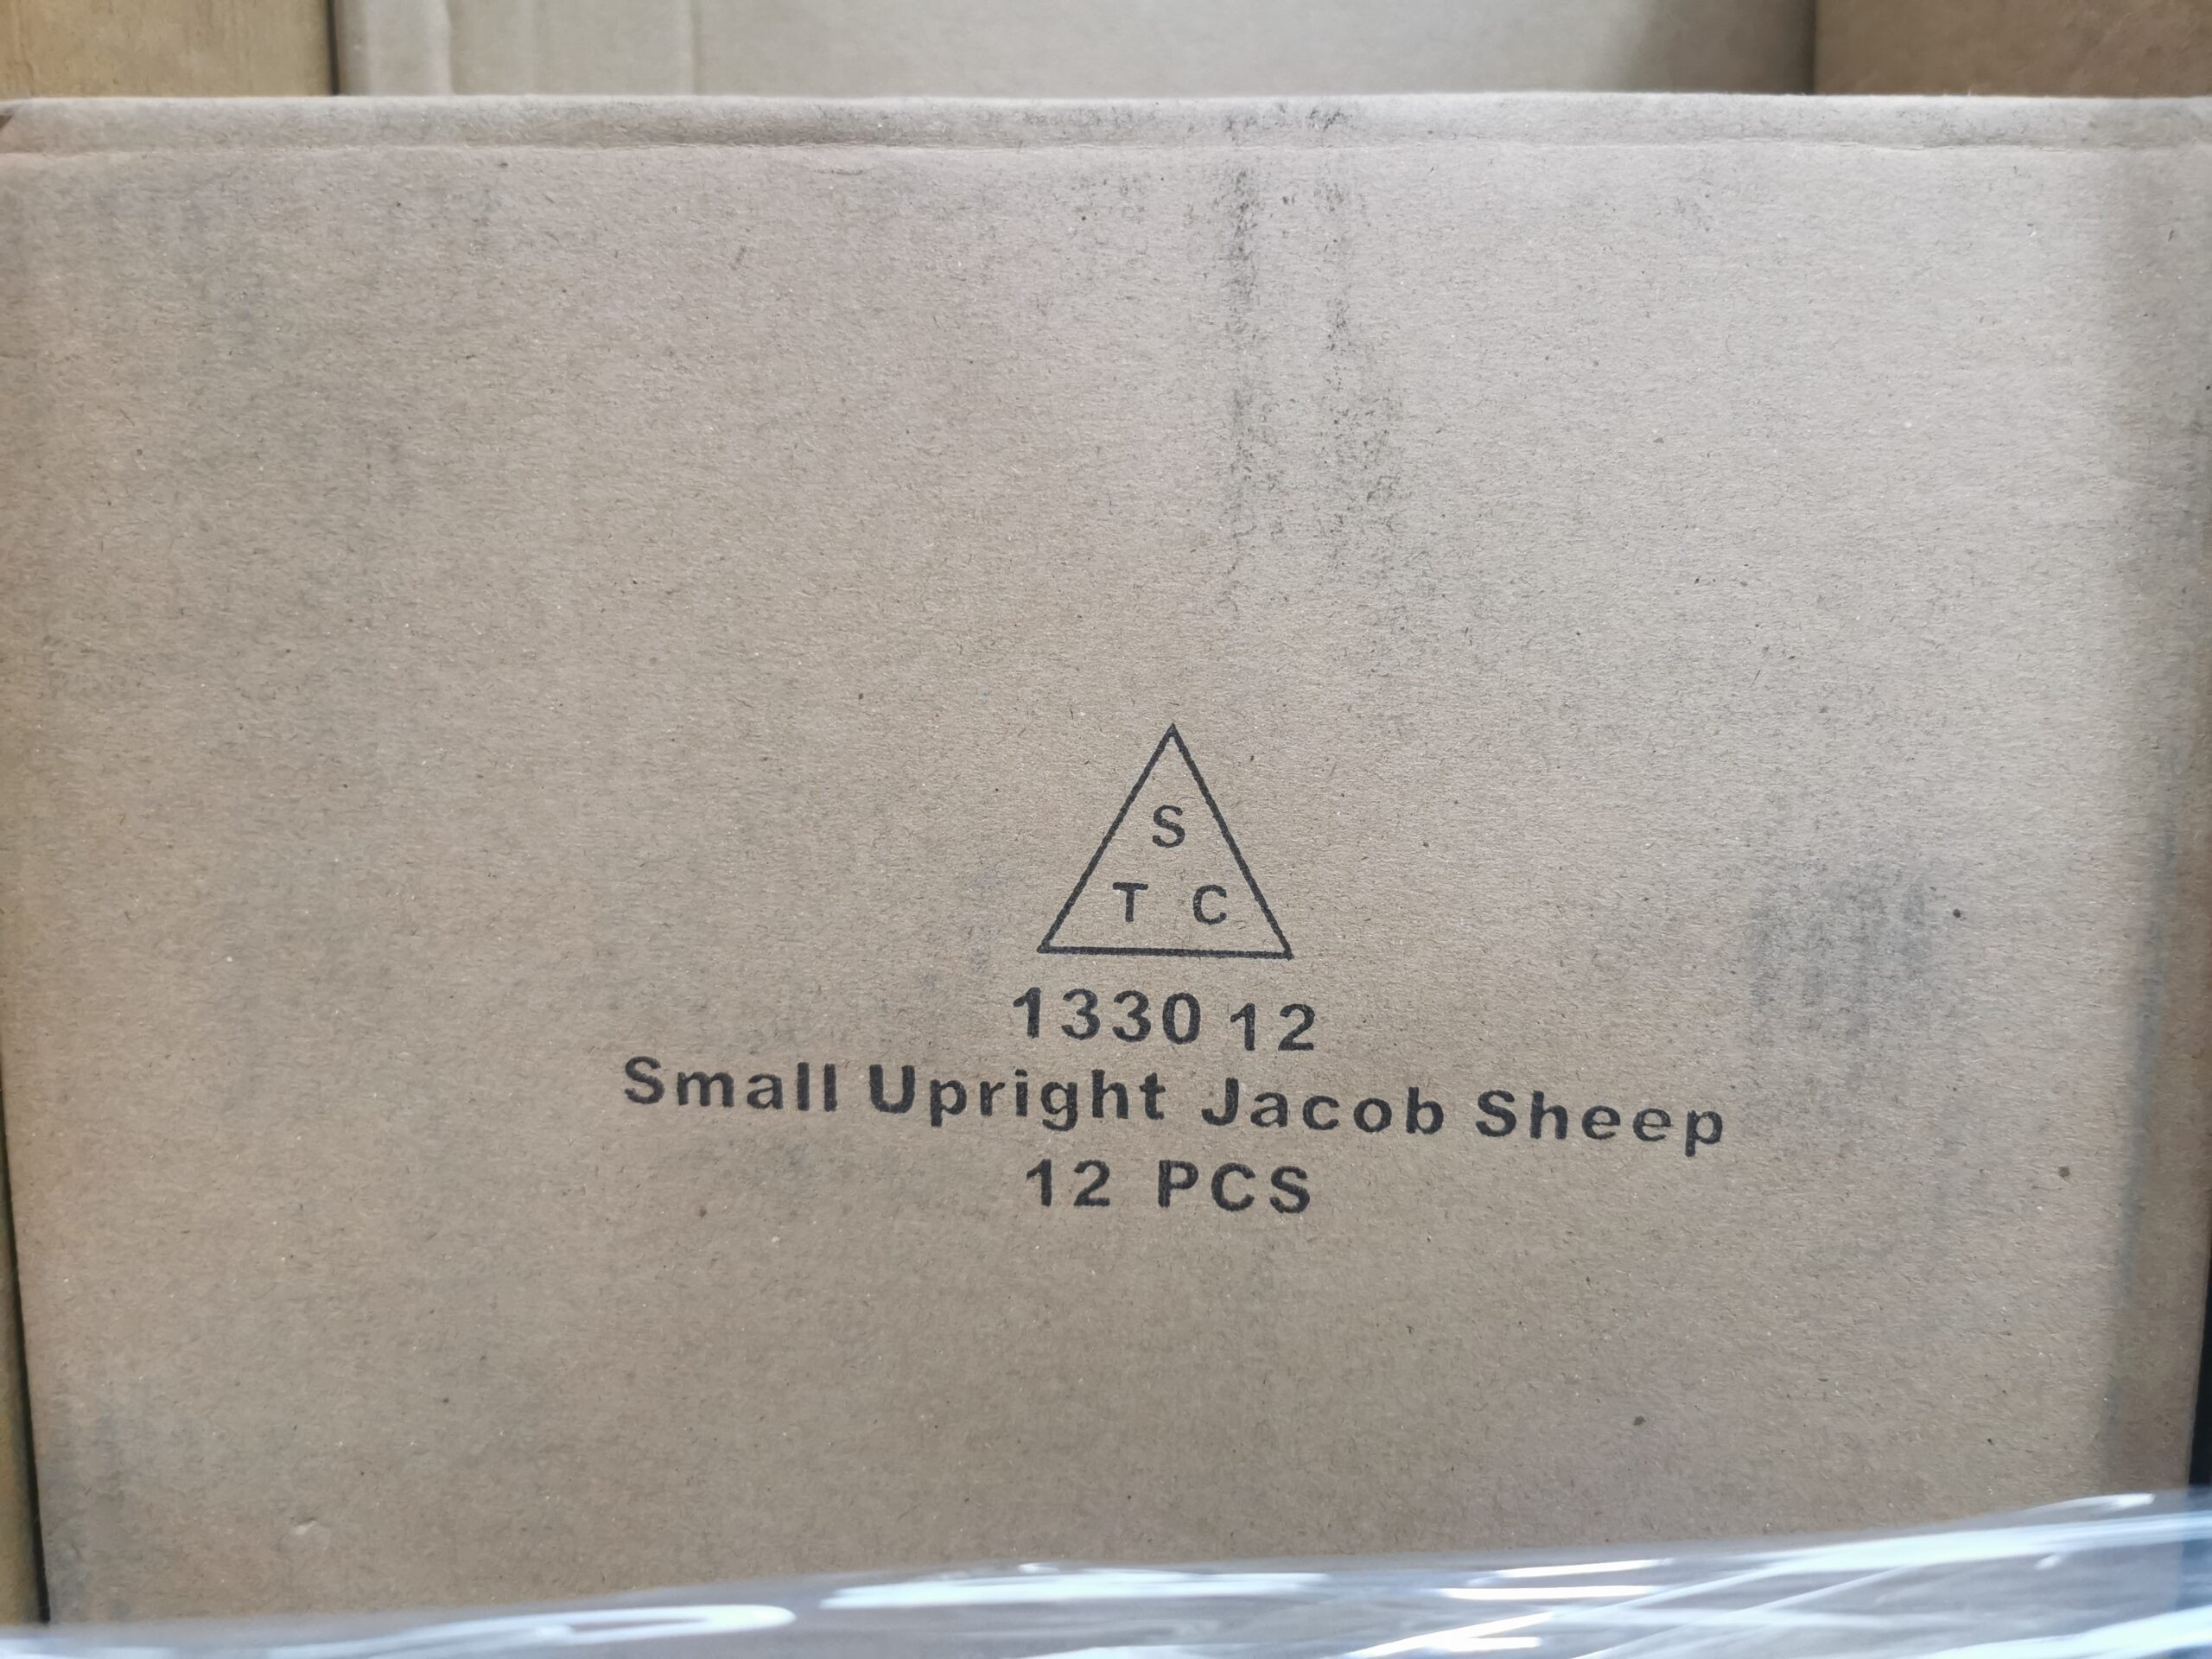 S
T C
1330 12
Small Upright Jacob Sheep
12 PCS